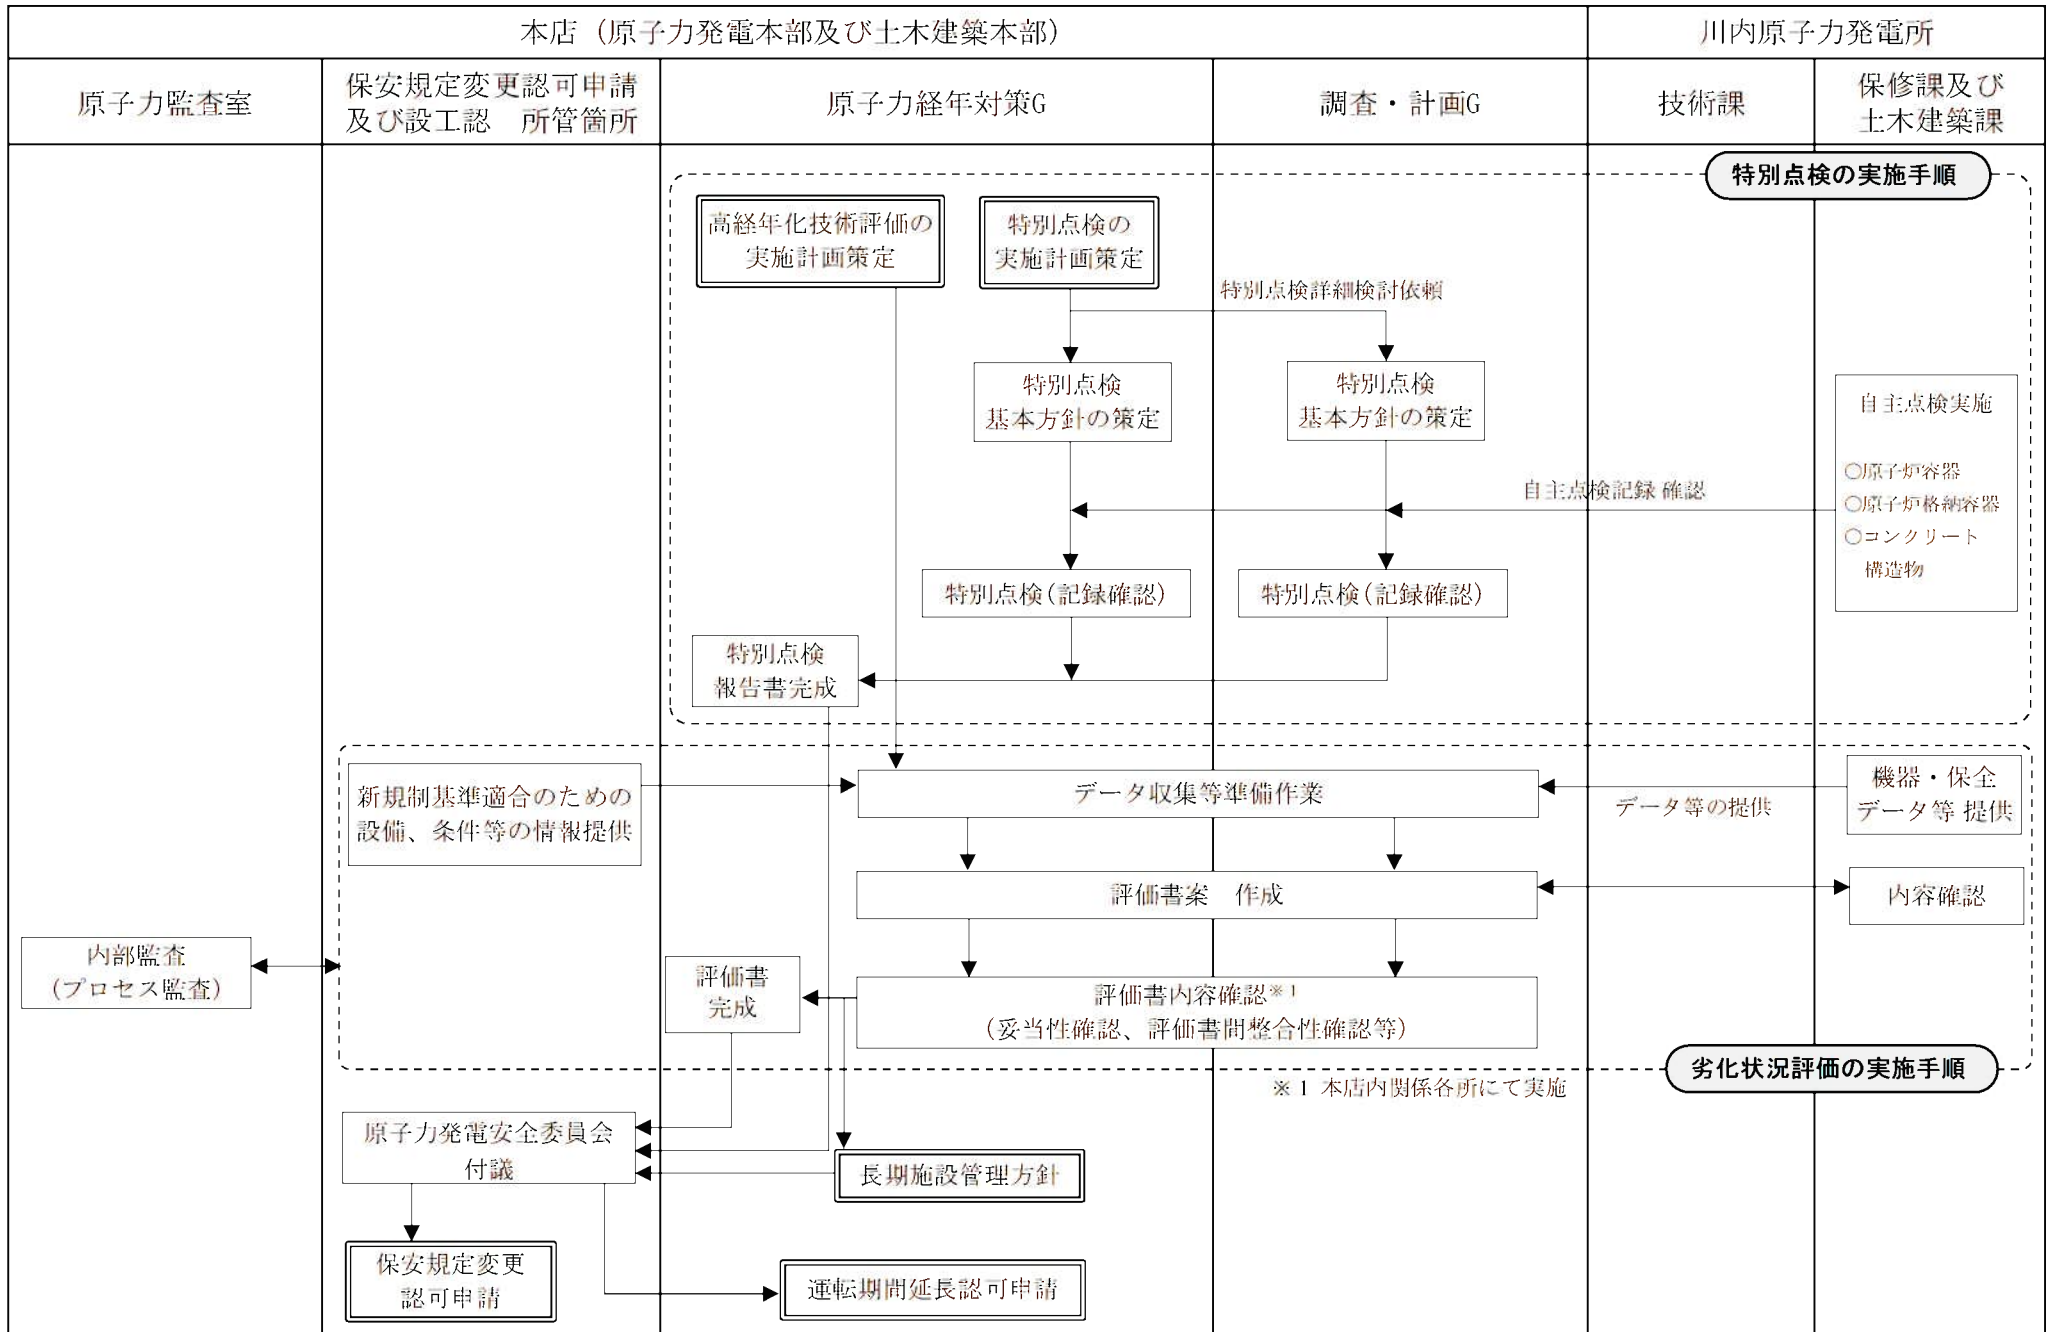 本店（原子力発電本部及び土木建築本部）
川内原子力発電所
原子力監査室
保安規定変更認可申請
及び設工認　所管箇所
原子力経年対策G
調査・計画G
技術課
保修課及び
土木建築課
特別点検の実施手順
高経年化技術評価の
実施計画策定
特別点検の
実施計画策定
特別点検詳細検討依頼
特別点検
基本方針の策定
特別点検
基本方針の策定
自主点検実施
○原子炉容器
○原子炉格納容器
○コンクリート
構造物
自主点検記録 確認
特別点検(記録確認)
特別点検(記録確認)
特別点検
報告書完成
新規制基準適合のための
設備、条件等の情報提供
データ収集等準備作業
データ等の提供
機器・保全
データ等 提供
評価書案　作成
内容確認
内部監査
(プロセス監査)
評価書
完成
評価書内容確認※1
(妥当性確認、評価書間整合性確認等)
劣化状況評価の実施手順
※1 本店内関係各所にて実施
原子力発電安全委員会
付議
長期施設管理方針
保安規定変更
認可申請
運転期間延長認可申請